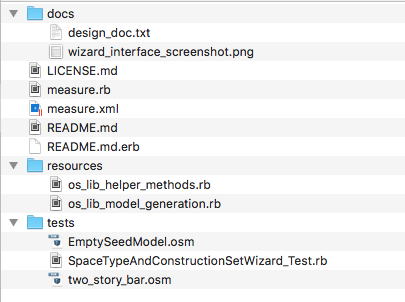 docs
design_doc.txt
wizard_interface_screenshot.png
LICENSE.md
measure.rb
measure.xml
README.md
README.md.erb
resources
os_lib_helper_methods.rb
os_lib_model_generation.rb
tests
EmptySeedModel.osm
SpaceTypeAndConstructionSetWizard_Test.rb
two_story_bar.osm